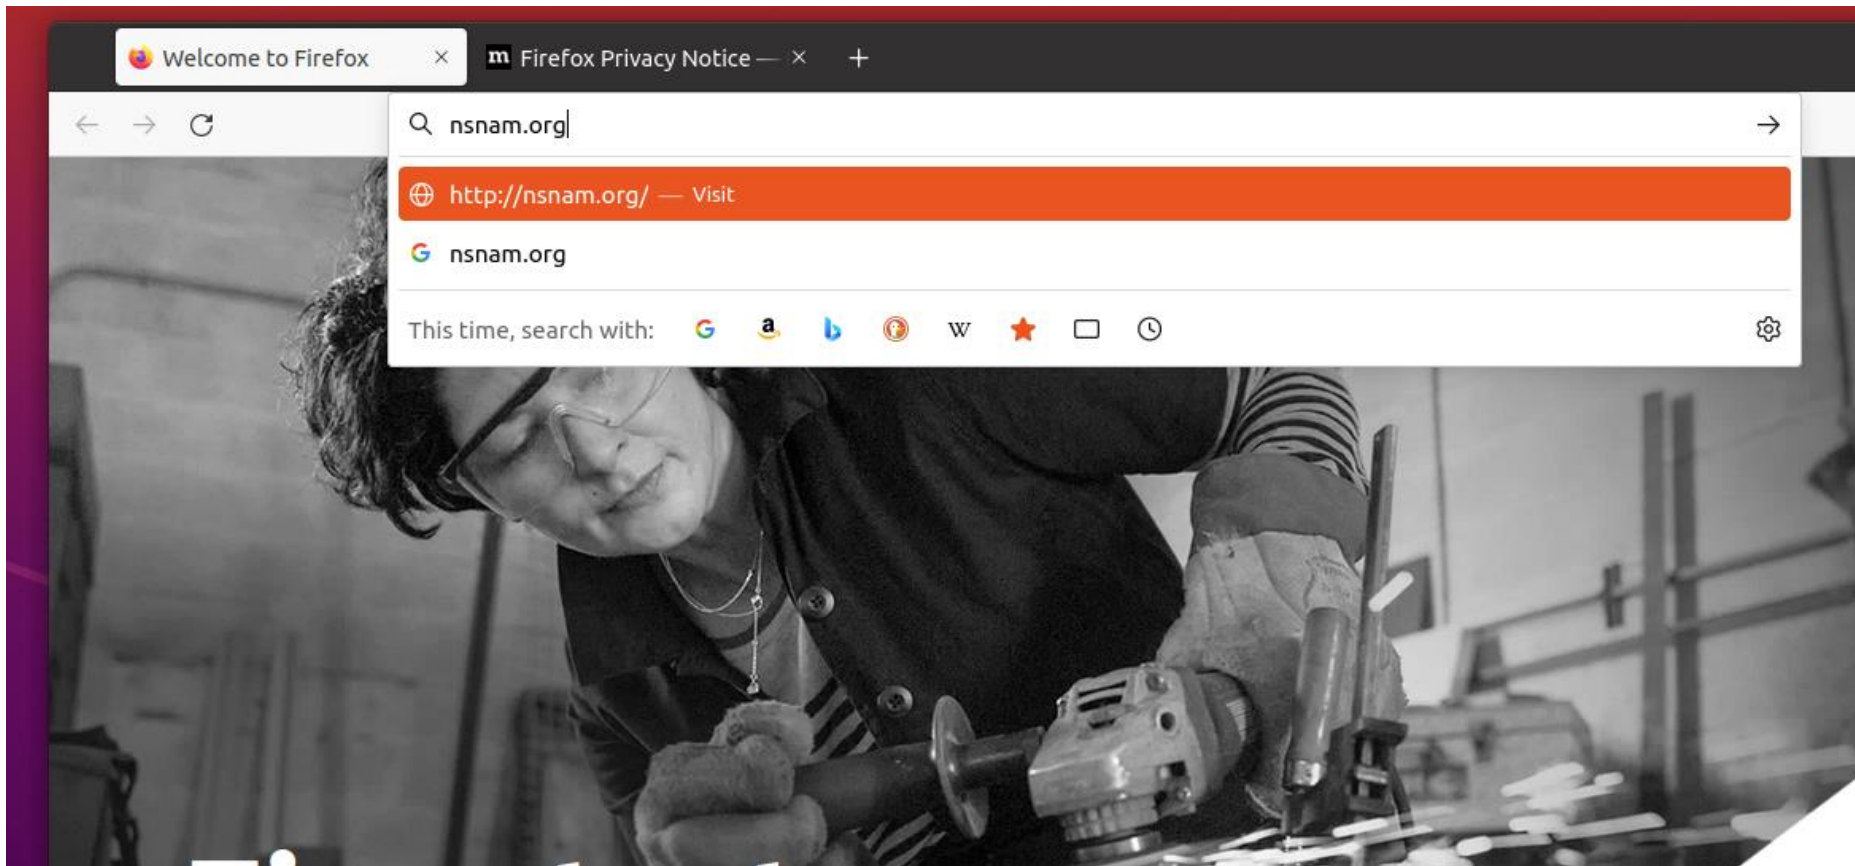 Welcome to Firefox
m Firefox Privacy Notice —
nsnam.org
http://nsnam.org/ — Visit
nsnam.org
This time, search with: